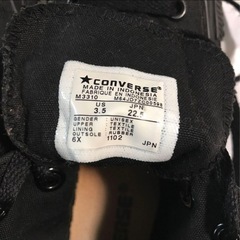 ★CONVERSE
MADE IN INDONESIA
FABRIQUE EN INDONESIE
M3310
US JPN
3.5 22.5
GENDER UNISEX
UPPER TEXTILE
LINING TEXTILE
OUTSOLE RUBBER
6X 1102 JPN